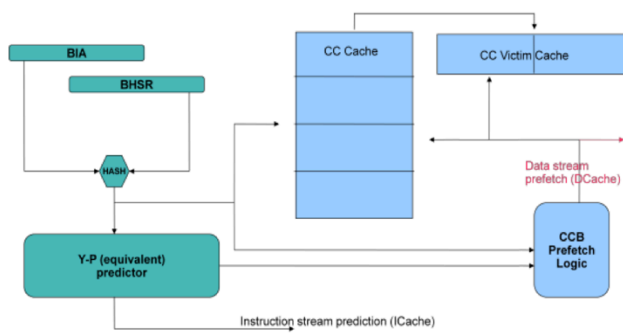 BIA
BHSR
CC Cache
CC Victim Cache
HASH
Data stream
prefetch (DCache)
Y-P (equivalent)
predictor
CCB
Prefetch
Logic
Instruction stream prediction (ICache)